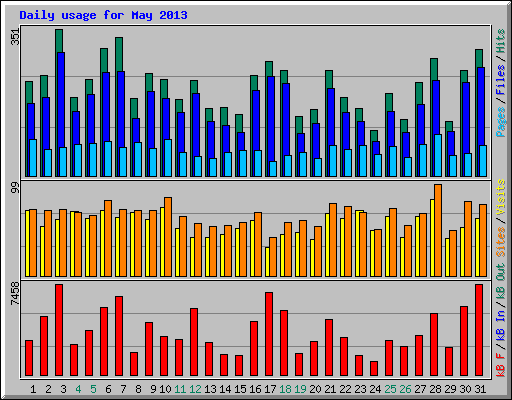 Daily usage for May 2013
351
Pages / Files / Hits
99
Sites / Visits
7458
kB F / kB In / kB Out
1 2 3 4 5 6 7 8 9 10 11 12 13 14 15 16 17 18 19 20 21 22 23 24 25 26 27 28 29 30 31